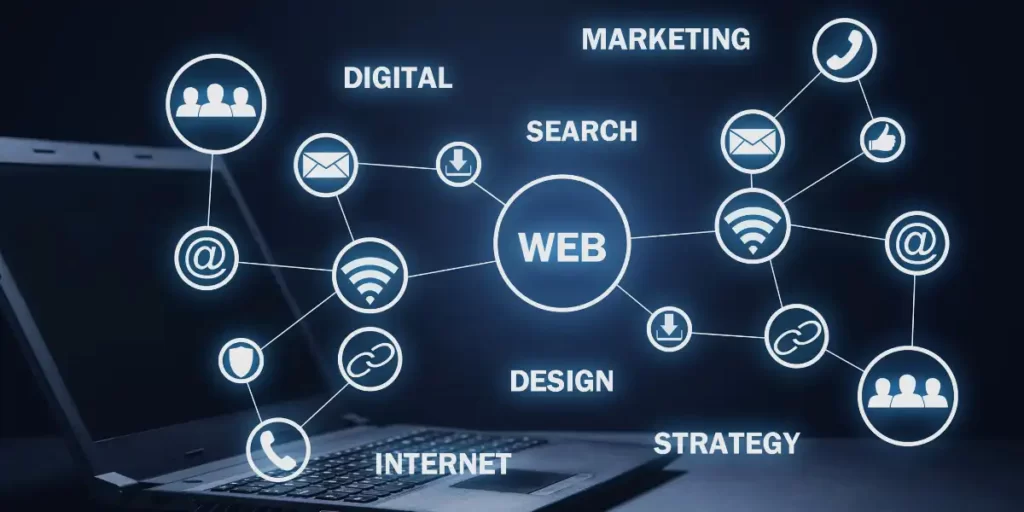 MARKETING
DIGITAL
SEARCH
WEB
DESIGN
STRATEGY
INTERNET